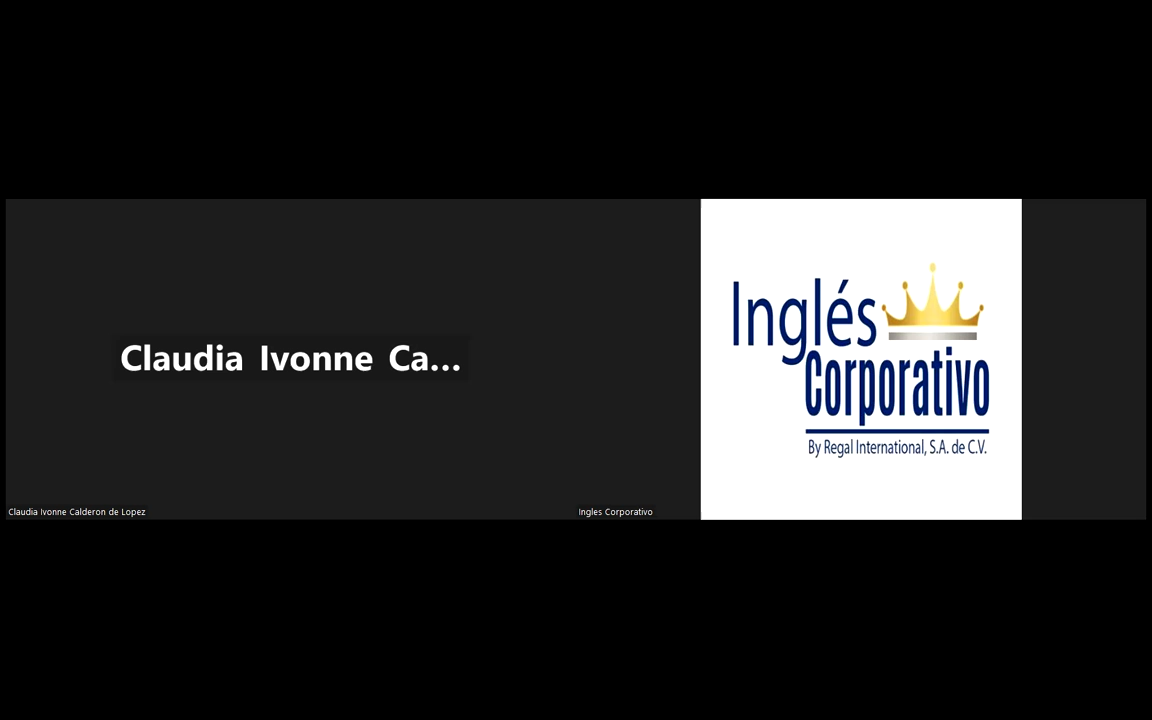 Claudia Ivonne Ca...
Claudia Ivonne Calderon de Lopez
Inglés
Corporativo
By Regal International, S.A. de C.V.
Ingles Corporativo